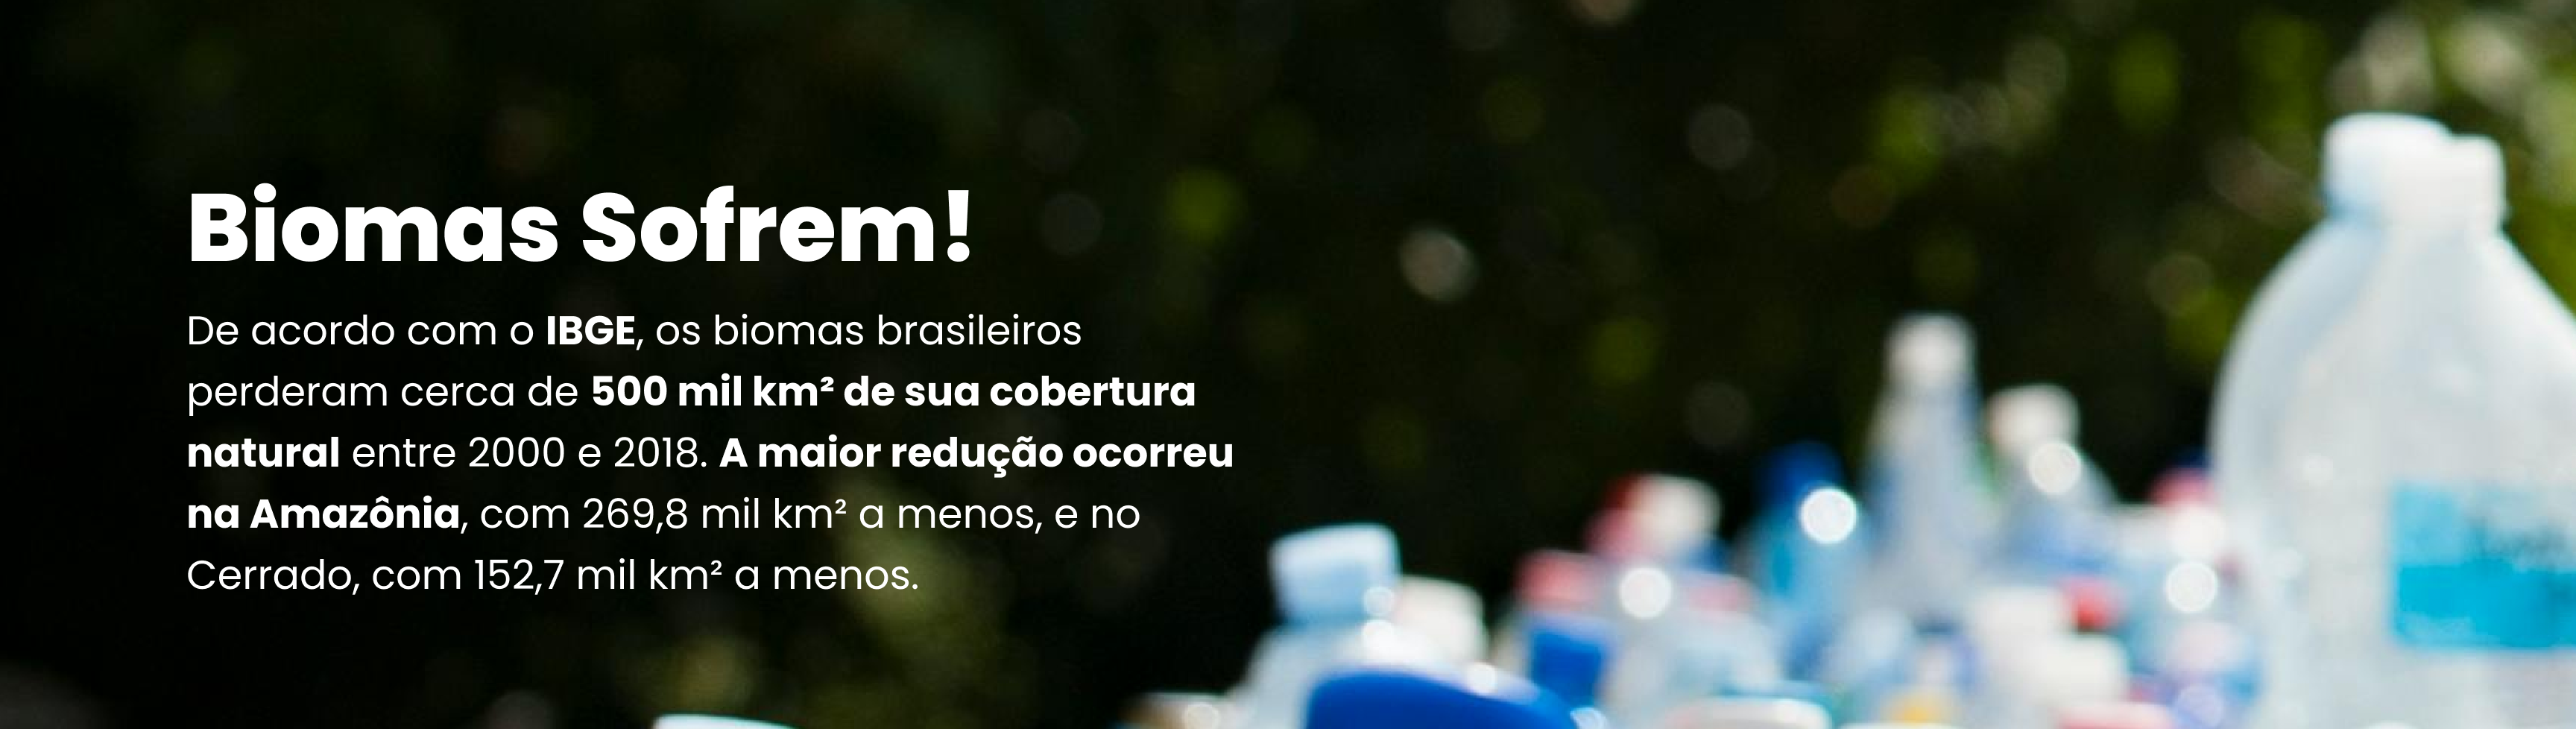 Biomas Sofrem!
De acordo com o IBGE, os biomas brasileiros
perderam cerca de 500 mil km² de sua cobertura
natural entre 2000 e 2018. A maior redução ocorreu
na Amazônia, com 269,8 mil km² a menos, e no
Cerrado, com 152,7 mil km² a menos.